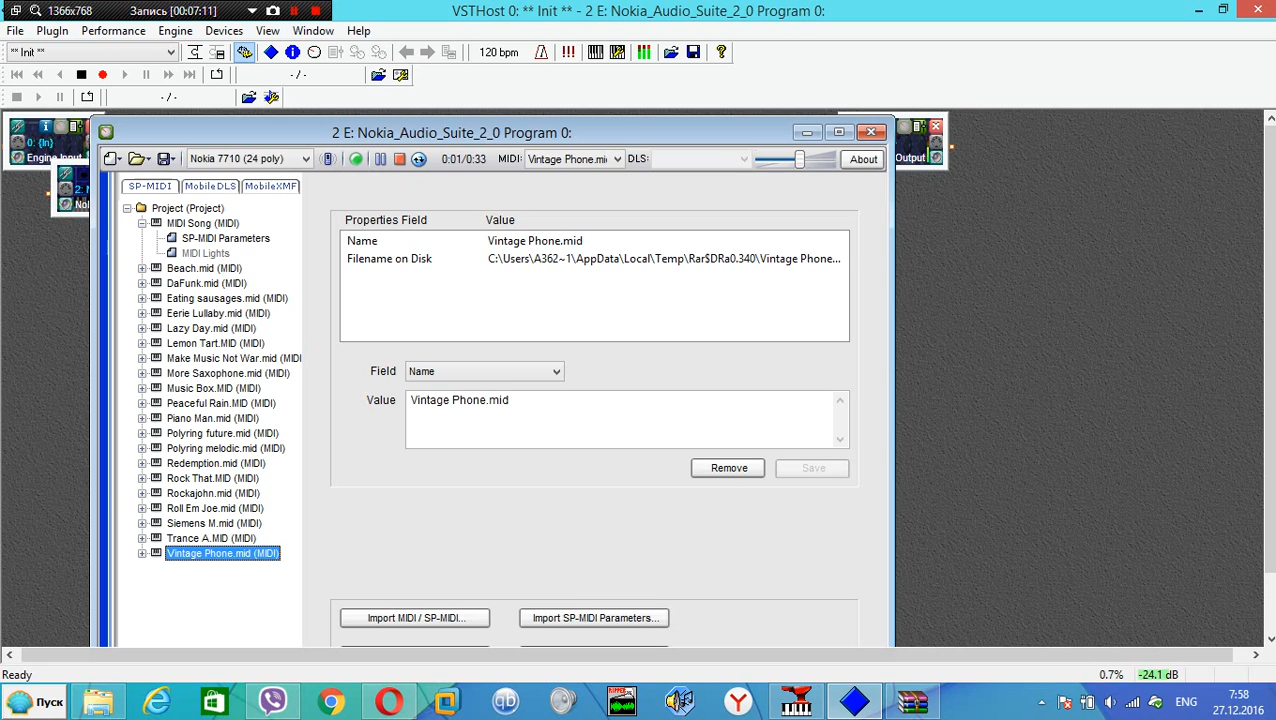 1366x768 Запись [00:07:11]
VSTHost 0: ** Init ** - 2 E: Nokia_Audio_Suite_2_0 Program 0:
File PlugIn Performance Engine Devices View Window Help
** Init ** 120 bpm
- / -
- / -
2 E: Nokia_Audio_Suite_2_0 Program 0:
0: {In}
Engine Input
Output
2: N
Nok
Nokia 7710 (24 poly) 0:01/0:33 MIDI: Vintage Phone.mi DLS: About
SP-MIDI MobileDLS MobileXMF
Project (Project)
MIDI Song (MIDI)
SP-MIDI Parameters
MIDI Lights
Beach.mid (MIDI)
DaFunk.mid (MIDI)
Eating sausages.mid (MIDI)
Eerie Lullaby.mid (MIDI)
Lazy Day.mid (MIDI)
Lemon Tart.MID (MIDI)
Make Music Not War.mid (MIDI
More Saxophone.mid (MIDI)
Music Box.MID (MIDI)
Peaceful Rain.MID (MIDI)
Piano Man.mid (MIDI)
Polyring future.mid (MIDI)
Polyring melodic.mid (MIDI)
Redemption.mid (MIDI)
Rock That.MID (MIDI)
Rockajohn.mid (MIDI)
Roll Em Joe.mid (MIDI)
Siemens M.mid (MIDI)
Trance A.MID (MIDI)
Vintage Phone.mid (MIDI)
Properties Field Value
Name Vintage Phone.mid
Filename on Disk C:\Users\A362~1\AppData\Local\Temp\Rar$DRa0.340\Vintage Phone...
Field Name
Value Vintage Phone.mid
Remove Save
Import MIDI / SP-MIDI... Import SP-MIDI Parameters...
Ready 0.7% -24.1 dB
Пуск ENG 7:58
27.12.2016